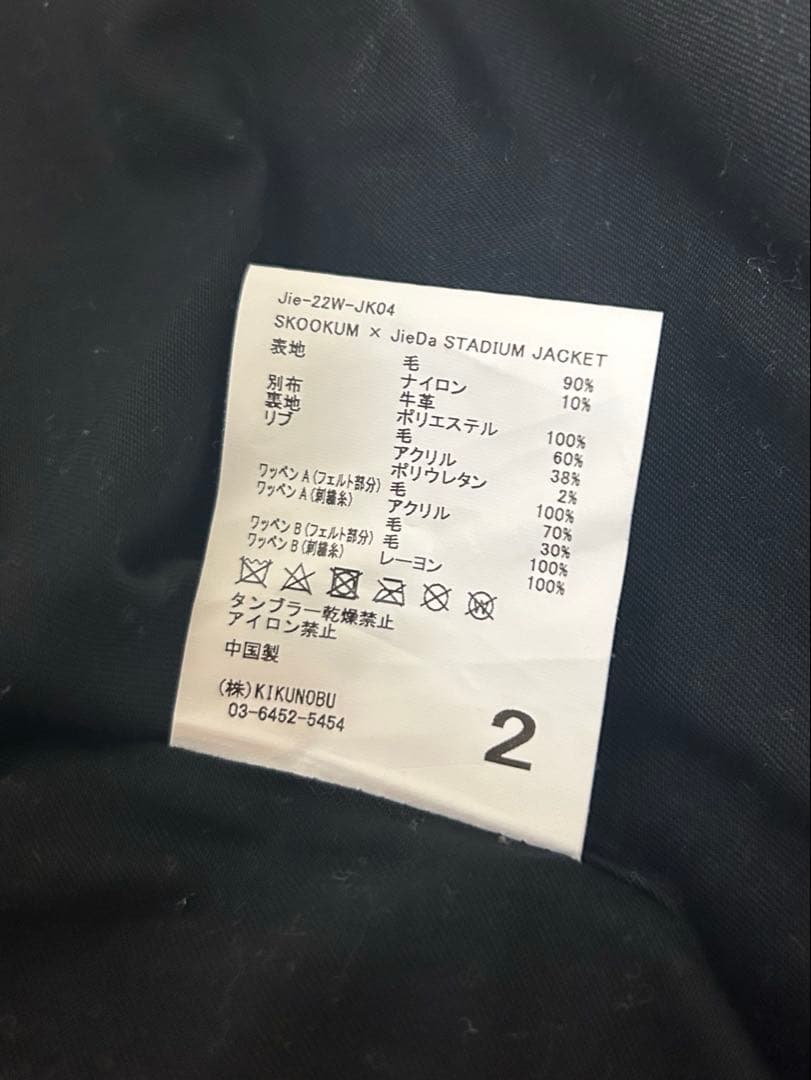 Jie-22W-JK04
SKOOKUM × JieDa STADIUM JACKET
表地 毛 90%
ナイロン 10%
別布 牛革
裏地 ポリエステル 100%
リブ 毛 60%
アクリル 38%
ポリウレタン 2%
ワッペンA(フェルト部分) 毛 100%
ワッペンA(刺繍糸) アクリル 70%
毛 30%
ワッペンB(フェルト部分) 毛 100%
ワッペンB(刺繍糸) レーヨン 100%
タンブラー乾燥禁止
アイロン禁止
中国製
(株)KIKUNOBU
03-6452-5454
2